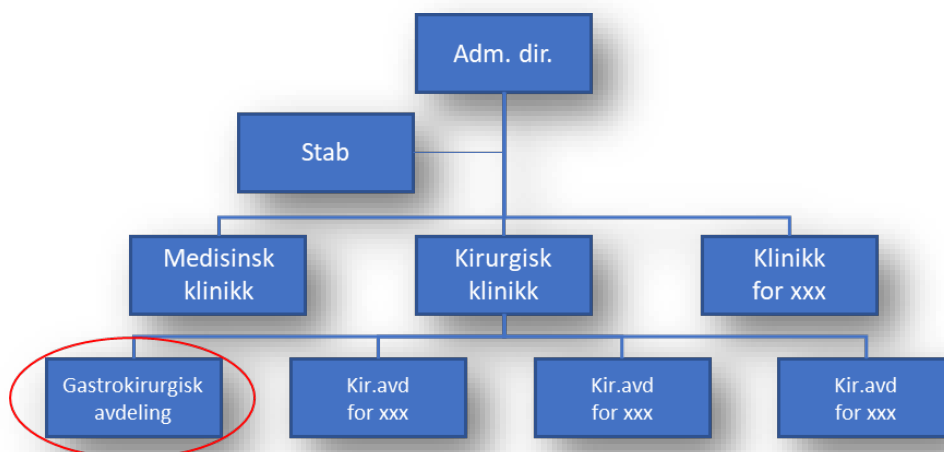 Adm. dir.
Stab
Medisinsk
klinikk
Kirurgisk
klinikk
Klinikk
for xxx
Gastrokirurgisk
avdeling
Kir.avd
for xxx
Kir.avd
for xxx
Kir.avd
for xxx